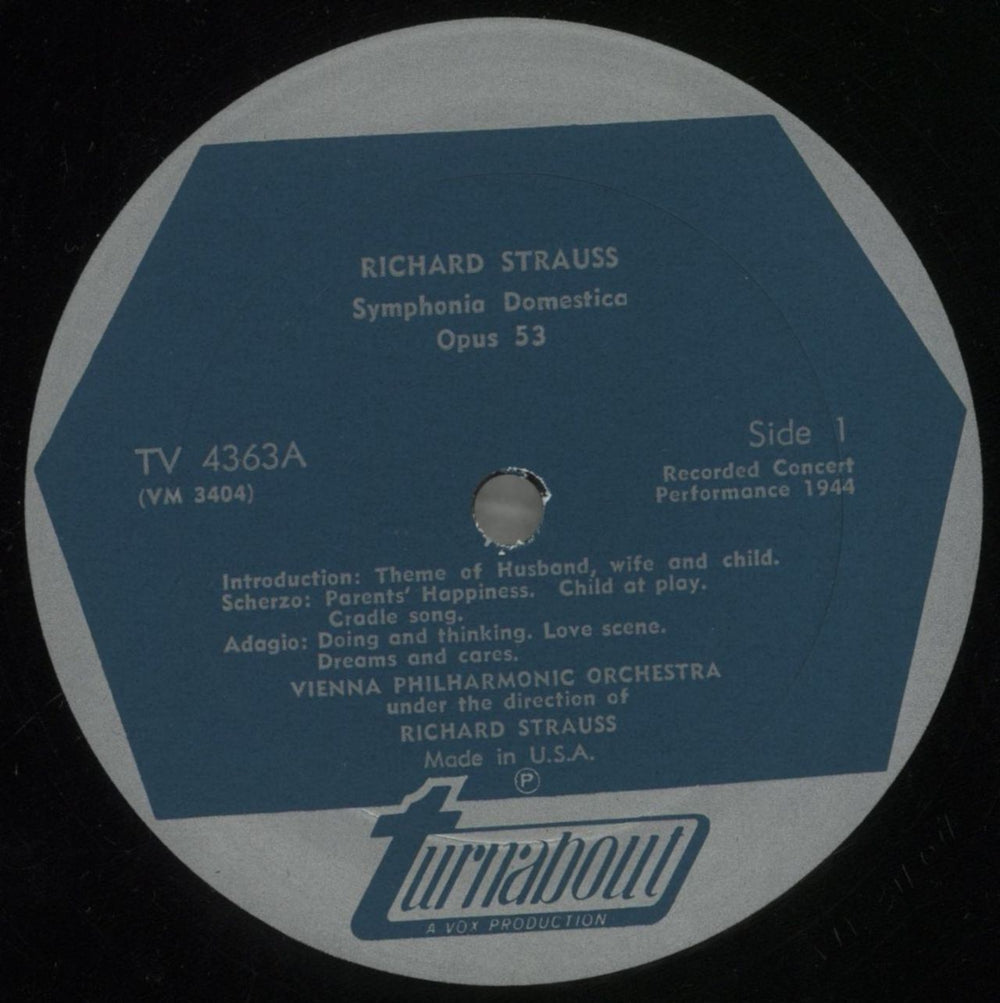 RICHARD STRAUSS
Symphonia Domestica
Opus 53
TV 4363A
(VM 3404)
Side 1
Recorded Concert
Performance 1944
Introduction: Theme of Husband, wife and child.
Scherzo: Parents' Happiness. Child at play.
Cradle song.
Adagio: Doing and thinking. Love scene.
Dreams and cares.
VIENNA PHILHARMONIC ORCHESTRA
under the direction of
RICHARD STRAUSS
Made in U.S.A.
Ⓟ
turnabout
A VOX PRODUCTION